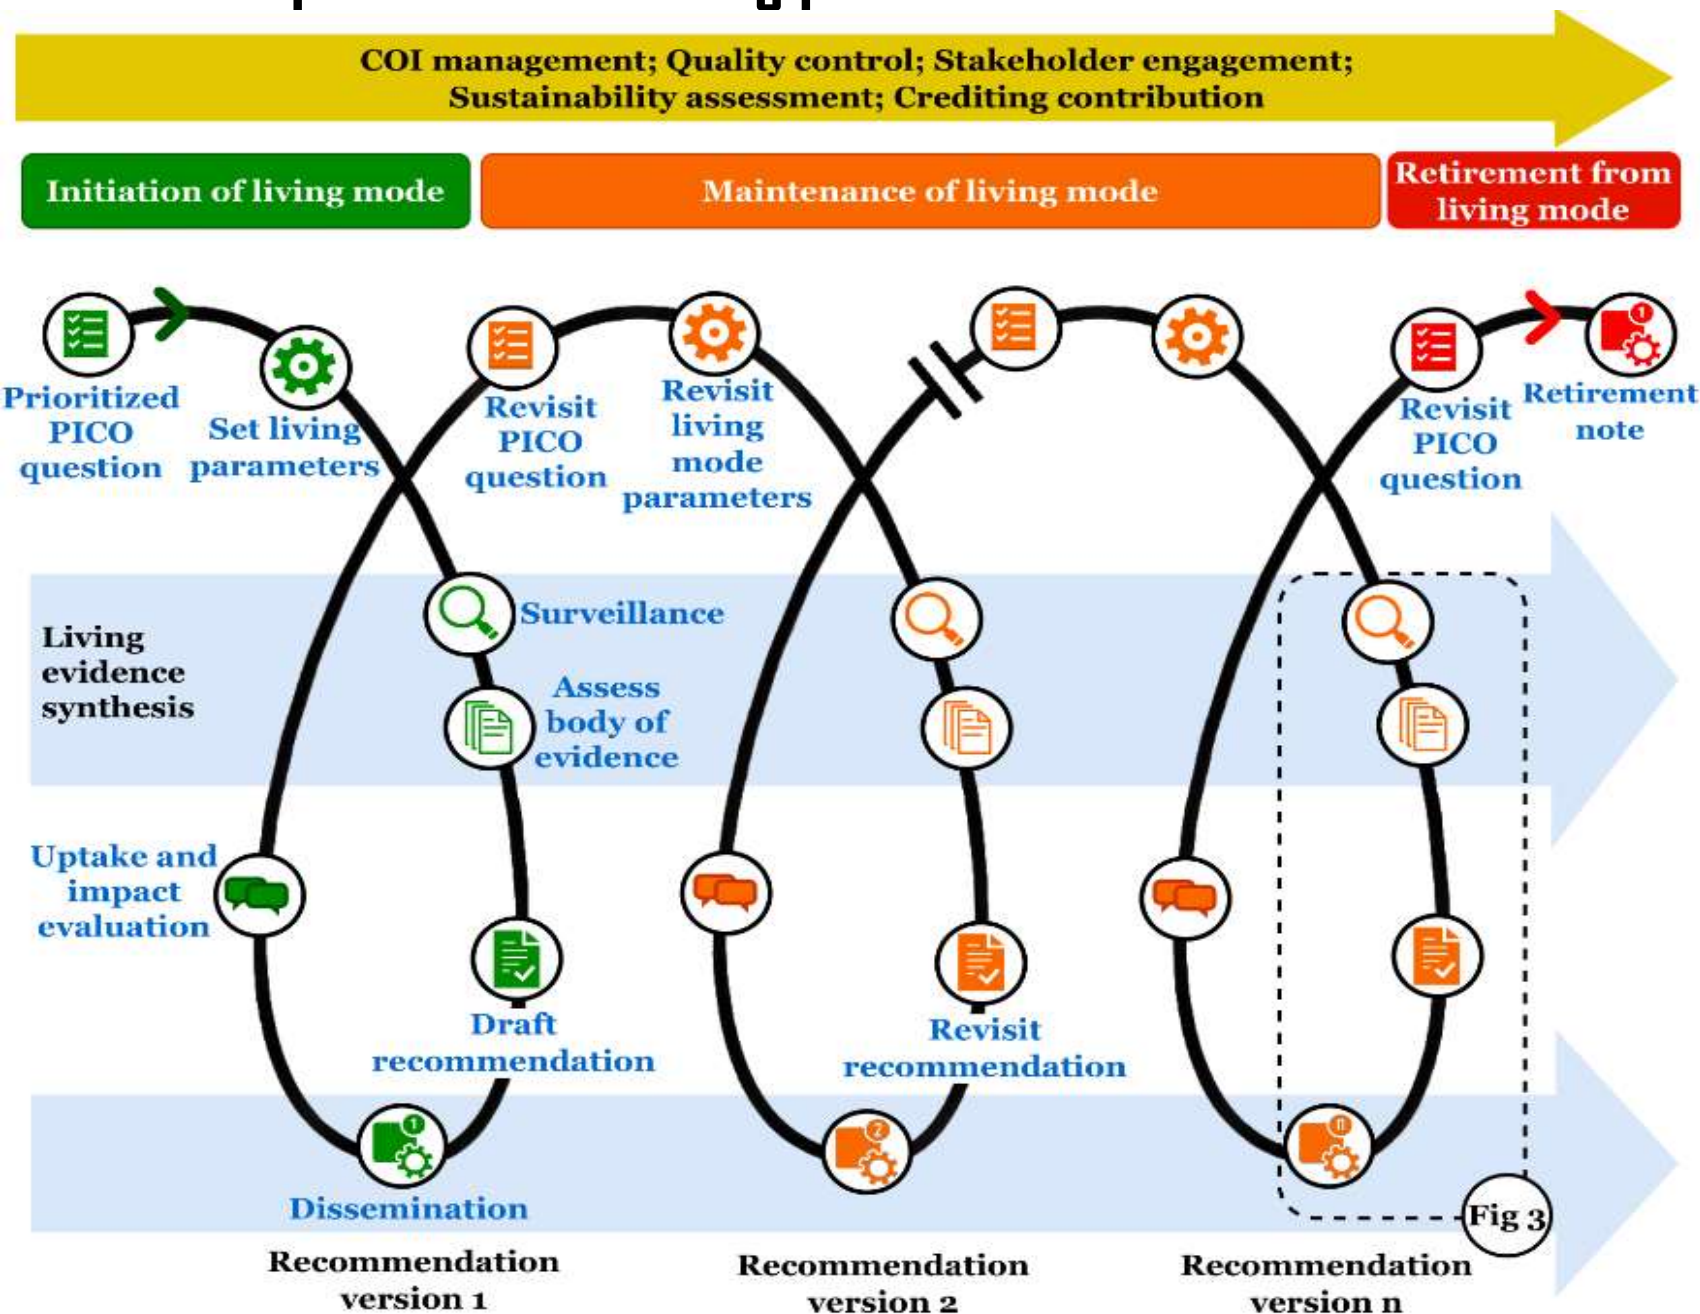 COI management; Quality control; Stakeholder engagement;
Sustainability assessment; Crediting contribution
Initiation of living mode
Maintenance of living mode
Retirement from
living mode
Prioritized
PICO
question
Set living
parameters
Revisit
PICO
question
Revisit
living
mode
parameters
Revisit
PICO
question
Retirement
note
1
Living
evidence
synthesis
Surveillance
Assess
body of
evidence
Uptake and
impact
evaluation
Draft
recommendation
Revisit
recommendation
1
2
n
Dissemination
Fig 3
Recommendation
version 1
Recommendation
version 2
Recommendation
version n